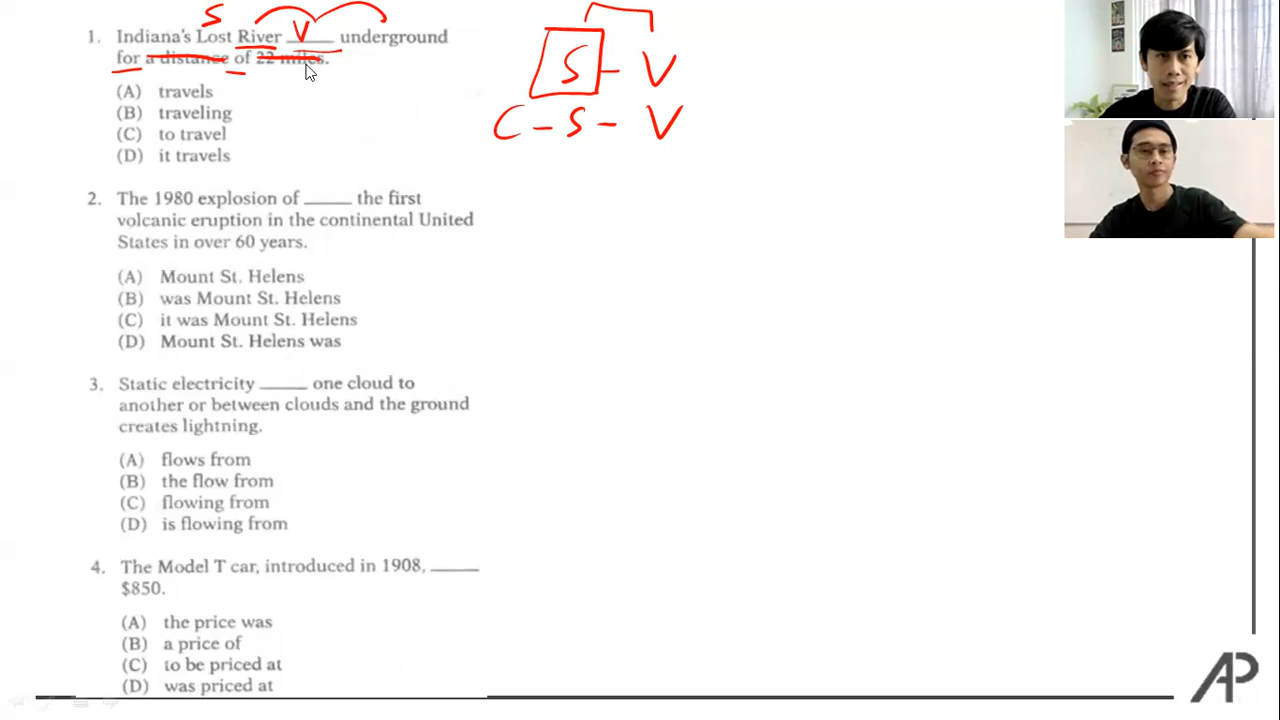 S
V
1. Indiana's Lost River ____ underground
for a distance of 22 miles.
(A) travels
(B) traveling
(C) to travel
(D) it travels
S - V
C - S - V
2. The 1980 explosion of ____ the first
volcanic eruption in the continental United
States in over 60 years.
(A) Mount St. Helens
(B) was Mount St. Helens
(C) it was Mount St. Helens
(D) Mount St. Helens was
3. Static electricity ____ one cloud to
another or between clouds and the ground
creates lightning.
(A) flows from
(B) the flow from
(C) flowing from
(D) is flowing from
4. The Model T car, introduced in 1908, ____
$850.
(A) the price was
(B) a price of
(C) to be priced at
(D) was priced at
AP